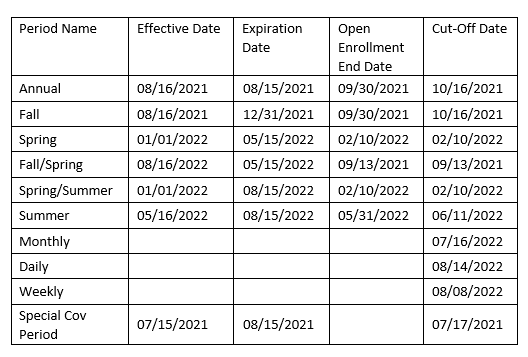 Period Name Effective Date Expiration Date Open Enrollment End Date Cut-Off Date
Annual 08/16/2021 08/15/2021 09/30/2021 10/16/2021
Fall 08/16/2021 12/31/2021 09/30/2021 10/16/2021
Spring 01/01/2022 05/15/2022 02/10/2022 02/10/2022
Fall/Spring 08/16/2022 05/15/2022 09/13/2021 09/13/2021
Spring/Summer 01/01/2022 08/15/2022 02/10/2022 02/10/2022
Summer 05/16/2022 08/15/2022 05/31/2022 06/11/2022
Monthly 07/16/2022
Daily 08/14/2022
Weekly 08/08/2022
Special Cov Period 07/15/2021 08/15/2021 07/17/2021